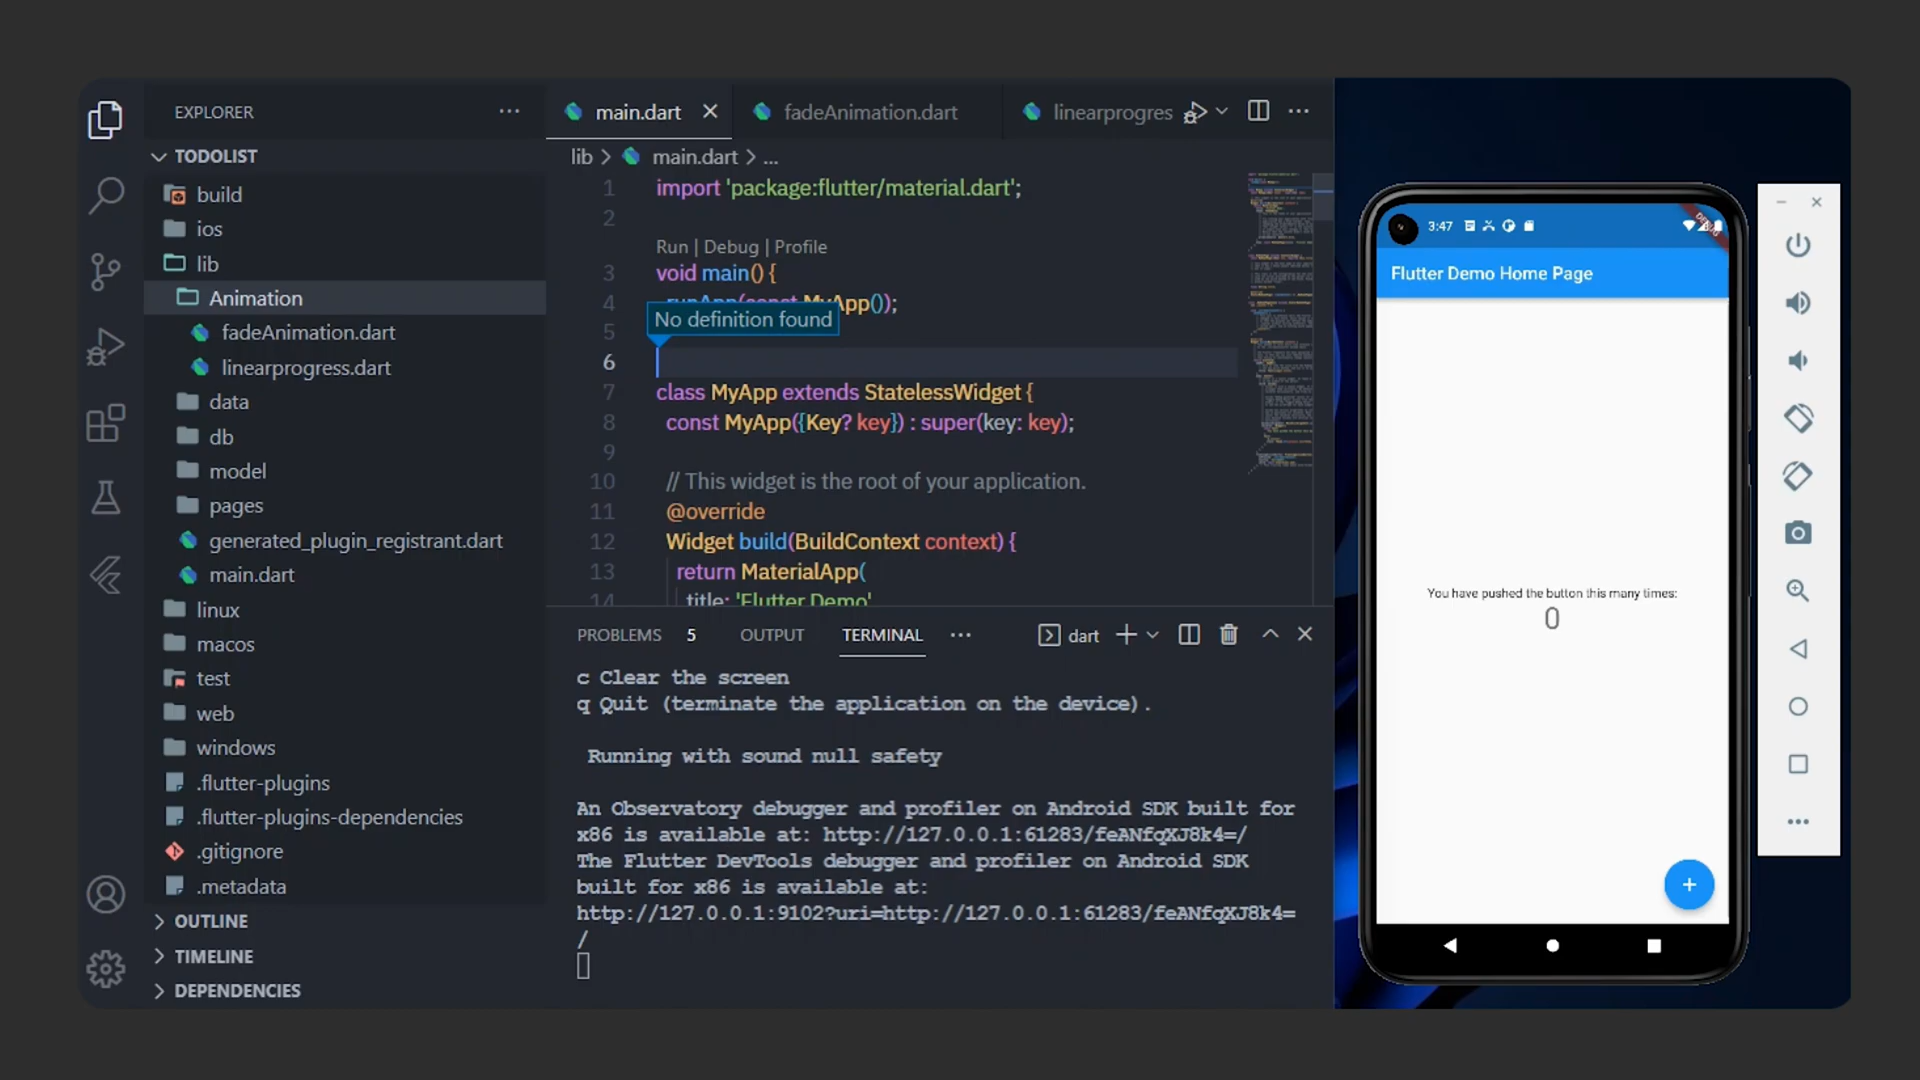 EXPLORER
TODOLIST
build
ios
lib
Animation
fadeAnimation.dart
linearprogress.dart
data
db
model
pages
generated_plugin_registrant.dart
main.dart
linux
macos
test
web
windows
.flutter-plugins
.flutter-plugins-dependencies
.gitignore
.metadata
OUTLINE
TIMELINE
DEPENDENCIES
main.dart
fadeAnimation.dart
linearprogres
lib > main.dart > ...
1 import 'package:flutter/material.dart';
2
Run | Debug | Profile
3 void main() {
4 runApp(const MyApp());
No definition found
5
6
7 class MyApp extends StatelessWidget {
8 const MyApp({Key? key}) : super(key: key);
9
10 // This widget is the root of your application.
11 @override
12 Widget build(BuildContext context) {
13 return MaterialApp(
14 title: 'Flutter Demo'
PROBLEMS 5 OUTPUT TERMINAL ... dart
c Clear the screen
q Quit (terminate the application on the device).
Running with sound null safety
An Observatory debugger and profiler on Android SDK built for
x86 is available at: http://127.0.0.1:61283/feANfqXJ8k4=/
The Flutter DevTools debugger and profiler on Android SDK
built for x86 is available at:
http://127.0.0.1:9102?uri=http://127.0.0.1:61283/feANfqXJ8k4=
/
3:47
DEBUG
Flutter Demo Home Page
You have pushed the button this many times:
0